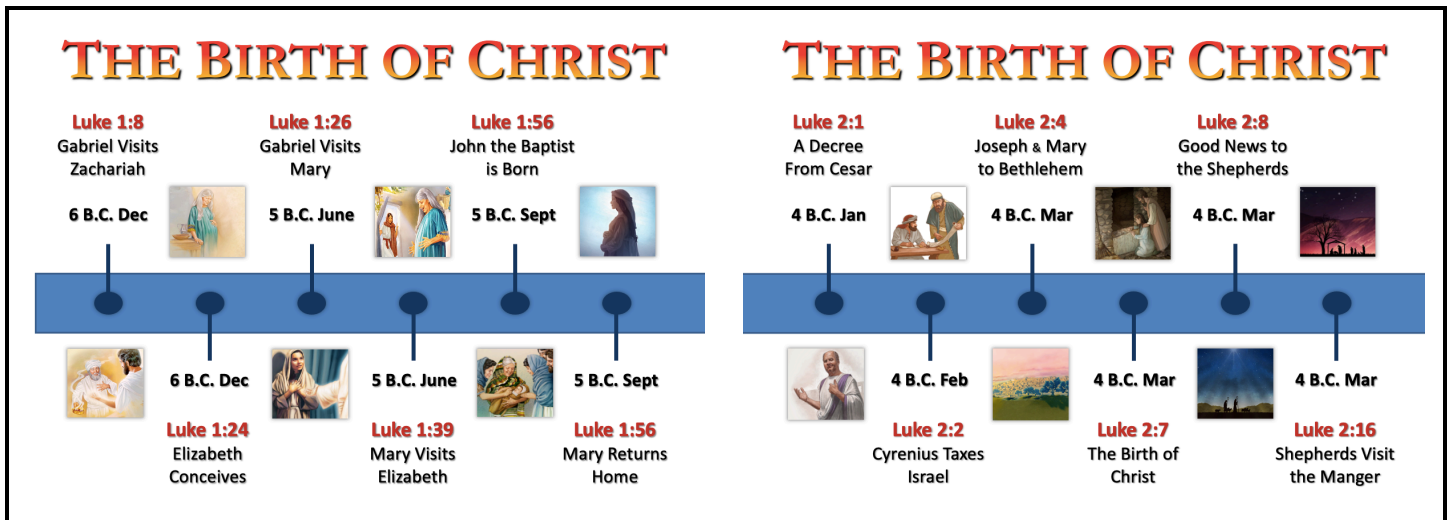 THE BIRTH OF CHRIST
Luke 1:8
Gabriel Visits
Zachariah
6 B.C. Dec
6 B.C. Dec
Luke 1:24
Elizabeth
Conceives
Luke 1:26
Gabriel Visits
Mary
5 B.C. June
5 B.C. June
Luke 1:39
Mary Visits
Elizabeth
Luke 1:56
John the Baptist
is Born
5 B.C. Sept
5 B.C. Sept
Luke 1:56
Mary Returns
Home
THE BIRTH OF CHRIST
Luke 2:1
A Decree
From Cesar
4 B.C. Jan
4 B.C. Feb
Luke 2:2
Cyrenius Taxes
Israel
Luke 2:4
Joseph & Mary
to Bethlehem
4 B.C. Mar
4 B.C. Mar
Luke 2:7
The Birth of
Christ
Luke 2:8
Good News to
the Shepherds
4 B.C. Mar
4 B.C. Mar
Luke 2:16
Shepherds Visit
the Manger